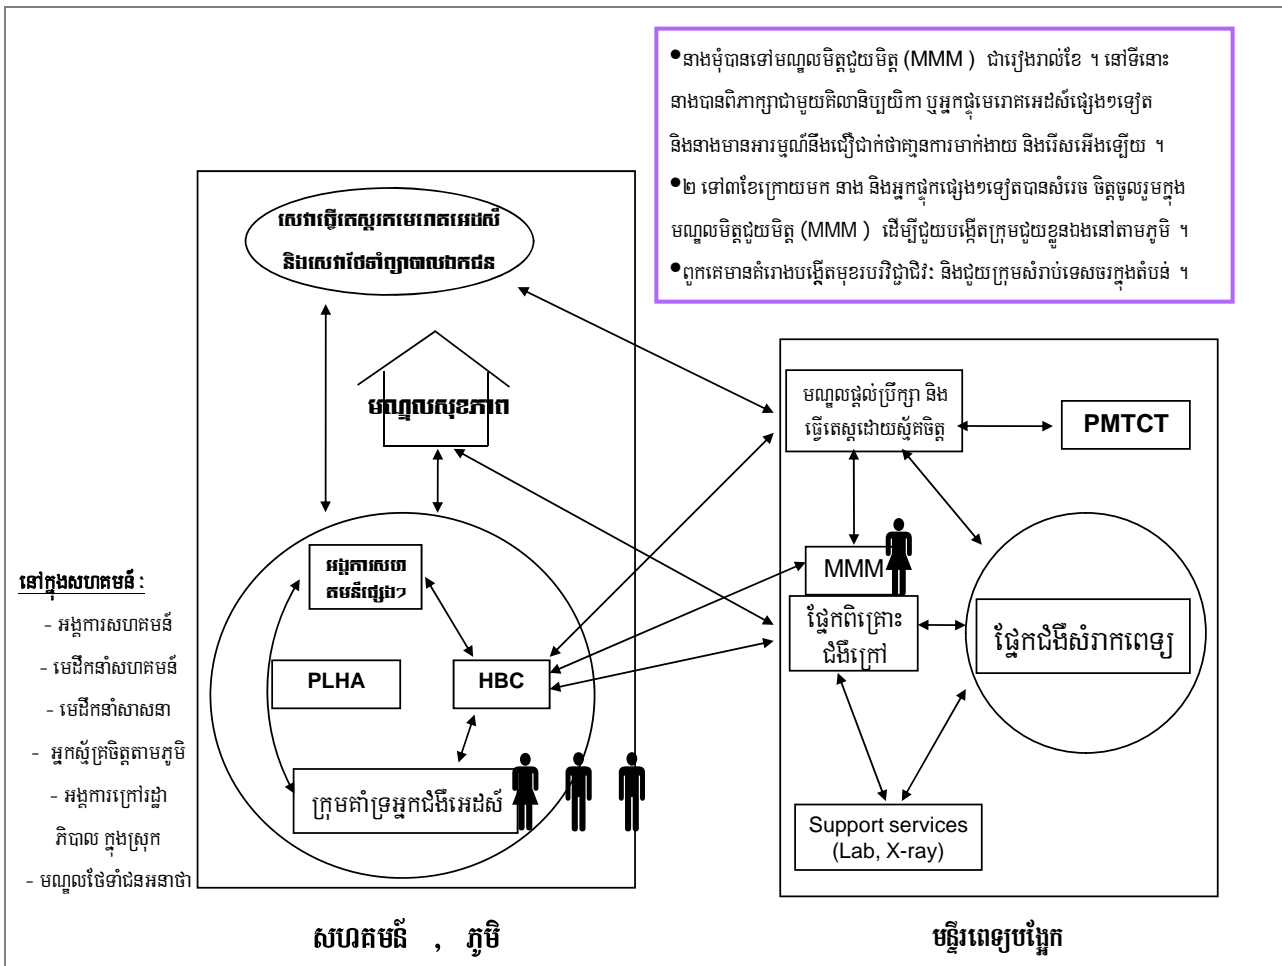 •នាងមុំបានទៅមណ្ឌលមិត្តជួយមិត្ត (MMM ) ជារៀងរាល់ខែ ។ នៅទីនោះ
នាងបានពិភាក្សាជាមួយគិលានិប្បយិកា ឬអ្នកផ្ទុមេរោគអេដស៍ផ្សេងៗទៀត
និងនាងមានអារម្មណ៍នឹងជឿជាក់ថាគ្មានការមាក់ងាយ និងរើសអើងឡើយ ។
•២ ទៅ៣ខែក្រោយមក នាង និងអ្នកផ្ទុកផ្សេងៗទៀតបានសំរេច ចិត្តចូលរួមក្នុង
មណ្ឌលមិត្តជួយមិត្ត (MMM ) ដើម្បីជួយបង្កើតក្រុមជួយខ្លួនឯងនៅតាមភូមិ ។
•ពួកគេមានគំរោងបង្កើតមុខរបរវិជ្ជាជិវៈ និងជួយក្រុមសំរាប់ទេសចរក្នុងតំបន់ ។
សេវាធ្វើតេស្តរកមេរោគអេដស៍
និងសេវាថែទាំព្យាបាលឯកជន
មណ្ឌលសុខភាព
អង្គការសហ
គមន៍ផ្សេងៗ
PLHA
HBC
ក្រុមគាំទ្រអ្នកជំងឺអេដស៍
នៅក្នុងសហគមន៍ :
- អង្គការសហគមន៍
- មេដឹកនាំសហគមន៍
- មេដឹកនាំសាសនា
- អ្នកស្ម័គ្រចិត្តតាមភូមិ
- អង្គការក្រៅរដ្ឋា
ភិបាល ក្នុងស្រុក
- មណ្ឌលថែទាំជនអនាថា
សហគមន៍ , ភូមិ
មណ្ឌលផ្តល់ប្រឹក្សា និង
ធ្វើតេស្តដោយស្ម័គចិត្ត
PMTCT
MMM
ផ្នែកពិគ្រោះ
ជំងឺក្រៅ
ផ្នែកជំងឺសំរាកពេទ្យ
Support services
(Lab, X-ray)
មន្ទីរពេទ្យបង្អែក